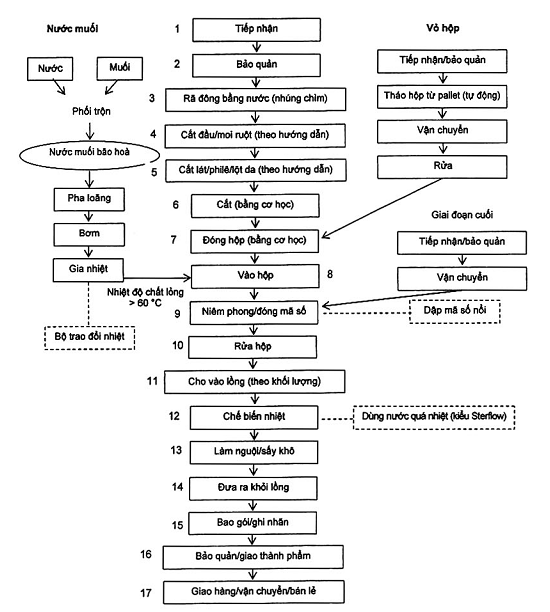 Nước muối
Nước
Muối
Phối trộn
Nước muối bão hoà
Pha loãng
Bơm
Gia nhiệt
Nhiệt độ chất lỏng
> 60 °C
Bộ trao đổi nhiệt
1 Tiếp nhận
2 Bảo quản
3 Rã đông bằng nước (nhúng chìm)
4 Cắt đầu/moi ruột (theo hướng dẫn)
5 Cắt lát/philê/lột da (theo hướng dẫn)
6 Cắt (bằng cơ học)
7 Đóng hộp (bằng cơ học)
Vào hộp 8
9 Niêm phong/đóng mã số
10 Rửa hộp
11 Cho vào lồng (theo khối lượng)
12 Chế biến nhiệt
13 Làm nguội/sấy khô
14 Đưa ra khỏi lồng
15 Bao gói/ghi nhãn
16 Bảo quản/giao thành phẩm
17 Giao hàng/vận chuyển/bán lẻ
Vỏ hộp
Tiếp nhận/bảo quản
Tháo hộp từ pallet (tự động)
Vận chuyển
Rửa
Giai đoạn cuối
Tiếp nhận/bảo quản
Vận chuyển
Dập mã số nổi
Dùng nước quá nhiệt (kiểu Sterflow)